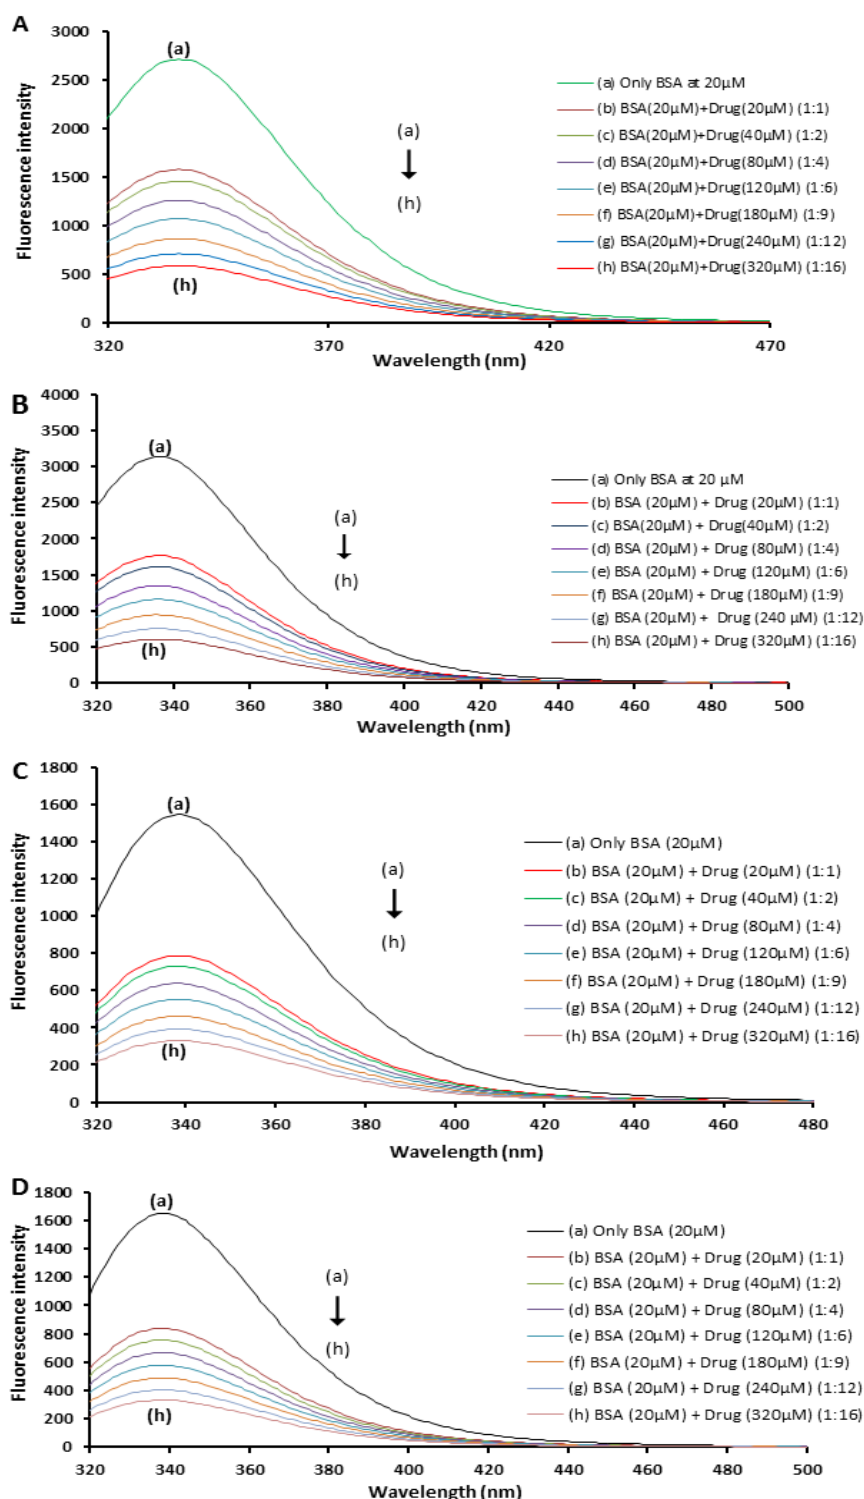 A
3000
2500
2000
1500
1000
500
0
Fluorescence intensity
(a)
(h)
(a)
(h)
(a) Only BSA at 20µM
(b) BSA(20µM)+Drug(20µM) (1:1)
(c) BSA(20µM)+Drug(40µM) (1:2)
(d) BSA(20µM)+Drug(80µM) (1:4)
(e) BSA(20µM)+Drug(120µM) (1:6)
(f) BSA(20µM)+Drug(180µM) (1:9)
(g) BSA(20µM)+Drug(240µM) (1:12)
(h) BSA(20µM)+Drug(320µM) (1:16)
320 370 420 470
Wavelength (nm)
B
4000
3500
3000
2500
2000
1500
1000
500
0
Fluorescence intensity
(a)
(h)
(a)
(h)
(a) Only BSA at 20 µM
(b) BSA (20µM) + Drug (20µM) (1:1)
(c) BSA(20µM) + Drug(40µM) (1:2)
(d) BSA (20µM) + Drug (80µM) (1:4)
(e) BSA (20µM) + Drug (120µM) (1:6)
(f) BSA (20µM) + Drug (180µM) (1:9)
(g) BSA (20µM) + Drug (240 µM) (1:12)
(h) BSA (20µM) + Drug (320µM) (1:16)
320 340 360 380 400 420 440 460 480 500
Wavelength (nm)
C
1800
1600
1400
1200
1000
800
600
400
200
0
Fluorescence intensity
(a)
(h)
(a)
(h)
(a) Only BSA (20µM)
(b) BSA (20µM) + Drug (20µM) (1:1)
(c) BSA (20µM) + Drug (40µM) (1:2)
(d) BSA (20µM) + Drug (80µM) (1:4)
(e) BSA (20µM) + Drug (120µM) (1:6)
(f) BSA (20µM) + Drug (180µM) (1:9)
(g) BSA (20µM) + Drug (240µM) (1:12)
(h) BSA (20µM) + Drug (320µM) (1:16)
320 340 360 380 400 420 440 460 480
Wavelength (nm)
D
1800
1600
1400
1200
1000
800
600
400
200
0
Fluorescence intensity
(a)
(h)
(a)
(h)
(a) Only BSA (20µM)
(b) BSA (20µM) + Drug (20µM) (1:1)
(c) BSA (20µM) + Drug (40µM) (1:2)
(d) BSA (20µM) + Drug (80µM) (1:4)
(e) BSA (20µM) + Drug (120µM) (1:6)
(f) BSA (20µM) + Drug (180µM) (1:9)
(g) BSA (20µM) + Drug (240µM) (1:12)
(h) BSA (20µM) + Drug (320µM) (1:16)
320 340 360 380 400 420 440 460 480 500
Wavelength (nm)